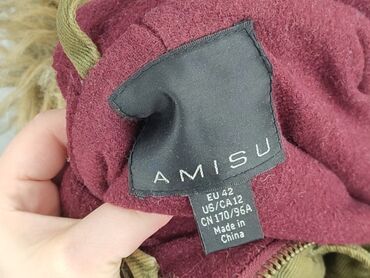 AMISU
EU 42
US/CA 12
CN 170/96A
Made in
China